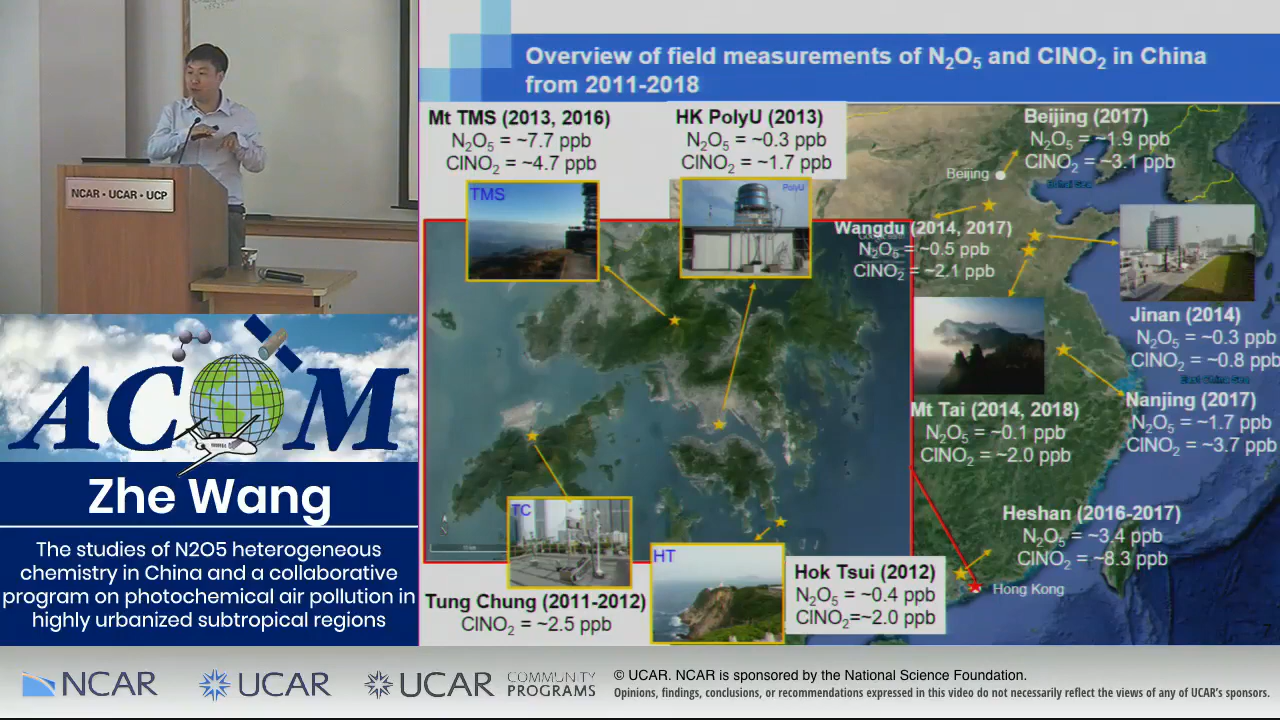 NCAR • UCAR • UCP
ACOM
Zhe Wang
The studies of N2O5 heterogeneous
chemistry in China and a collaborative
program on photochemical air pollution in
highly urbanized subtropical regions
Overview of field measurements of N₂O₅ and ClNO₂ in China
from 2011-2018
Mt TMS (2013, 2016)
N₂O₅ = ~7.7 ppb
ClNO₂ = ~4.7 ppb
TMS
HK PolyU (2013)
N₂O₅ = ~0.3 ppb
ClNO₂ = ~1.7 ppb
PolyU
Beijing (2017)
N₂O₅ = ~1.9 ppb
ClNO₂ = ~3.1 ppb
Beijing
Wangdu (2014, 2017)
N₂O₅ = ~0.5 ppb
ClNO₂ = ~2.1 ppb
Jinan (2014)
N₂O₅ = ~0.3 ppb
ClNO₂ = ~0.8 ppb
East China Sea
Mt Tai (2014, 2018)
N₂O₅ = ~0.1 ppb
ClNO₂ = ~2.0 ppb
Nanjing (2017)
N₂O₅ = ~1.7 ppb
ClNO₂ = ~3.7 ppb
Heshan (2016-2017)
N₂O₅ = ~3.4 ppb
ClNO₂ = ~8.3 ppb
Hong Kong
TC
Tung Chung (2011-2012)
ClNO₂ = ~2.5 ppb
HT
Hok Tsui (2012)
N₂O₅ = ~0.4 ppb
ClNO₂=~2.0 ppb
7
NCAR
UCAR
UCAR
COMMUNITY
PROGRAMS
© UCAR. NCAR is sponsored by the National Science Foundation.
Opinions, findings, conclusions, or recommendations expressed in this video do not necessarily reflect the views of any of UCAR's sponsors.